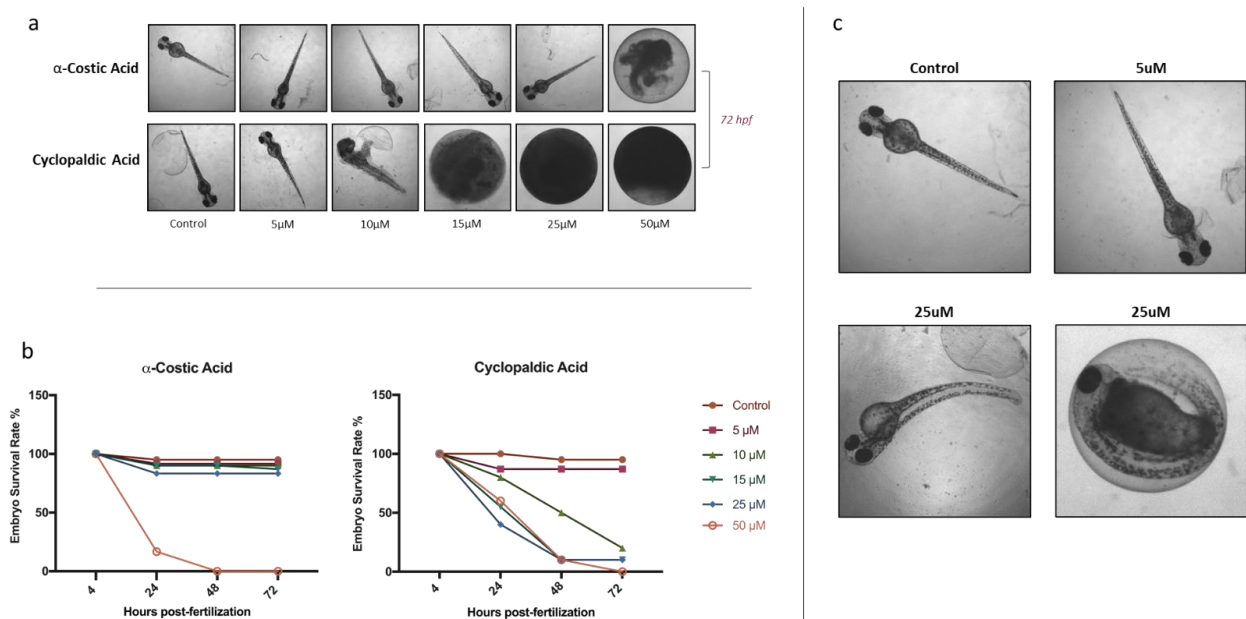 a
α-Costic Acid
Cyclopaldic Acid
72 hpf
Control 5µM 10µM 15µM 25µM 50µM
b
α-Costic Acid
150
100
50
0
Embryo Survival Rate %
4 24 48 72
Hours post-fertilization
Cyclopaldic Acid
150
100
50
0
Embryo Survival Rate %
4 24 48 72
Hours post-fertilization
Control
5 µM
10 µM
15 µM
25 µM
50 µM
c
Control 5uM
25uM 25uM